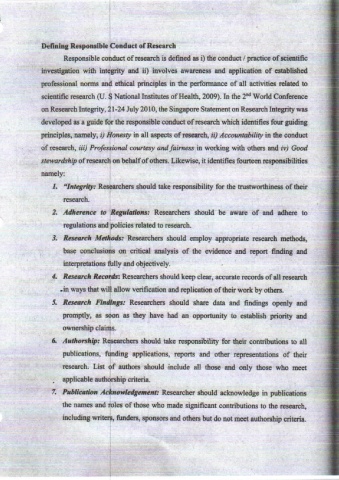 Defining Responsible Conduct of Research
Responsible conduct of research is defined as i) the conduct / practice of scientific
investigation with integrity and ii) involves awareness and application of established
professional norms and ethical principles in the performance of all activities related to
scientific research (U. S National Institutes of Health, 2009). In the 2nd World Conference
on Research Integrity, 21-24 July 2010, the Singapore Statement on Research Integrity was
developed as a guide for the responsible conduct of research which identifies four guiding
principles, namely, i) Honesty in all aspects of research, ii) Accountability in the conduct
of research, iii) Professional courtesy and fairness in working with others and iv) Good
stewardship of research on behalf of others. Likewise, it identifies fourteen responsibilities
namely:
1. "Integrity: Researchers should take responsibility for the trustworthiness of their
research.
2. Adherence to Regulations: Researchers should be aware of and adhere to
regulations and policies related to research.
3. Research Methods: Researchers should employ appropriate research methods,
base conclusions on critical analysis of the evidence and report finding and
interpretations fully and objectively.
4. Research Records: Researchers should keep clear, accurate records of all research
in ways that will allow verification and replication of their work by others.
5. Research Findings: Researchers should share data and findings openly and
promptly, as soon as they have had an opportunity to establish priority and
ownership claims.
6. Authorship: Researchers should take responsibility for their contributions to all
publications, funding applications, reports and other representations of their
research. List of authors should include all those and only those who meet
applicable authorship criteria.
7. Publication Acknowledgement: Researcher should acknowledge in publications
the names and roles of those who made significant contributions to the research,
including writers, funders, sponsors and others but do not meet authorship criteria.